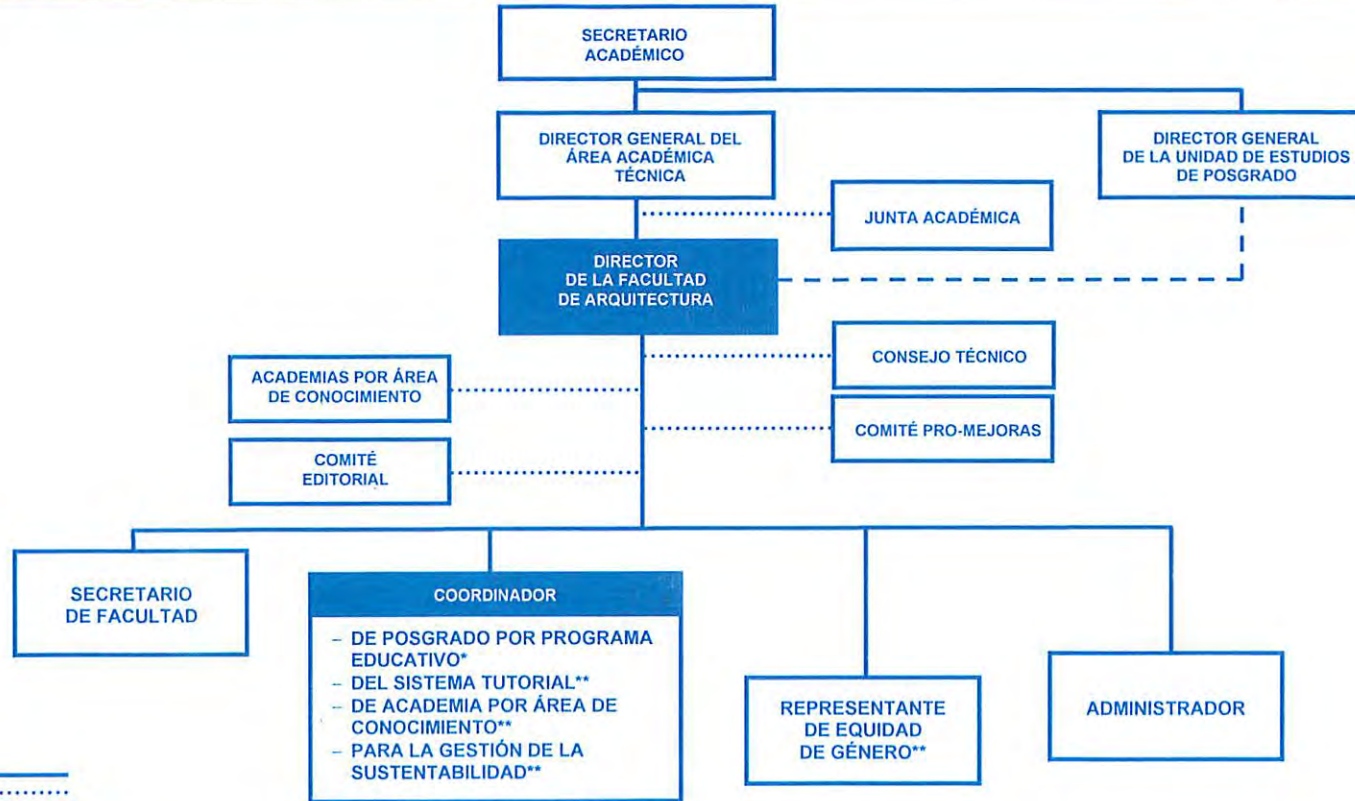 SECRETARIO
ACADÉMICO
DIRECTOR GENERAL DEL
ÁREA ACADÉMICA
TÉCNICA
DIRECTOR GENERAL
DE LA UNIDAD DE ESTUDIOS
DE POSGRADO
JUNTA ACADÉMICA
DIRECTOR
DE LA FACULTAD
DE ARQUITECTURA
CONSEJO TÉCNICO
ACADEMIAS POR ÁREA
DE CONOCIMIENTO
COMITÉ PRO-MEJORAS
COMITÉ
EDITORIAL
SECRETARIO
DE FACULTAD
COORDINADOR
– DE POSGRADO POR PROGRAMA
EDUCATIVO*
– DEL SISTEMA TUTORIAL**
– DE ACADEMIA POR ÁREA DE
CONOCIMIENTO**
– PARA LA GESTIÓN DE LA
SUSTENTABILIDAD**
REPRESENTANTE
DE EQUIDAD
DE GÉNERO**
ADMINISTRADOR